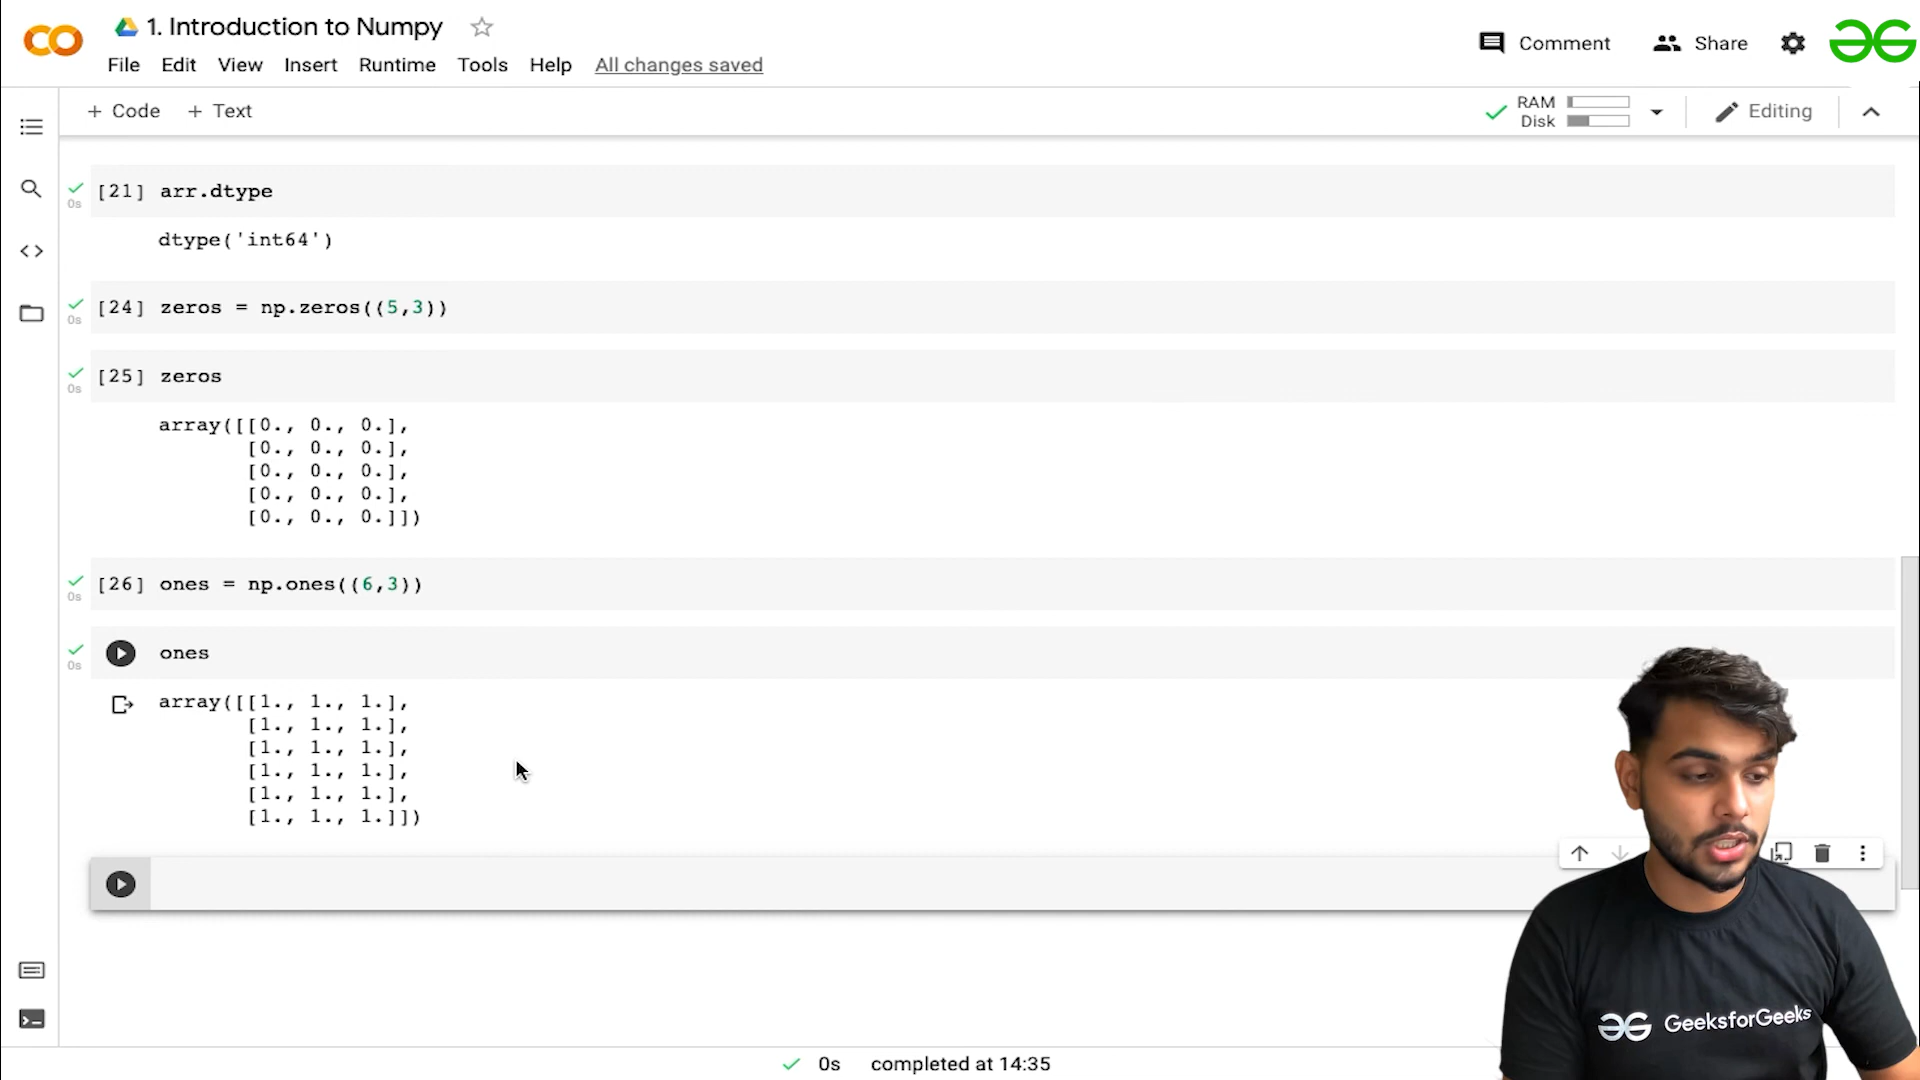 1. Introduction to Numpy
Comment
Share
File Edit View Insert Runtime Tools Help All changes saved
+ Code + Text
RAM
Disk
Editing
[21] arr.dtype
0s
dtype('int64')
[24] zeros = np.zeros((5,3))
0s
[25] zeros
0s
array([[0., 0., 0.],
[0., 0., 0.],
[0., 0., 0.],
[0., 0., 0.],
[0., 0., 0.]])
[26] ones = np.ones((6,3))
0s
ones
0s
array([[1., 1., 1.],
[1., 1., 1.],
[1., 1., 1.],
[1., 1., 1.],
[1., 1., 1.],
[1., 1., 1.]])
GeeksforGeeks
0s completed at 14:35